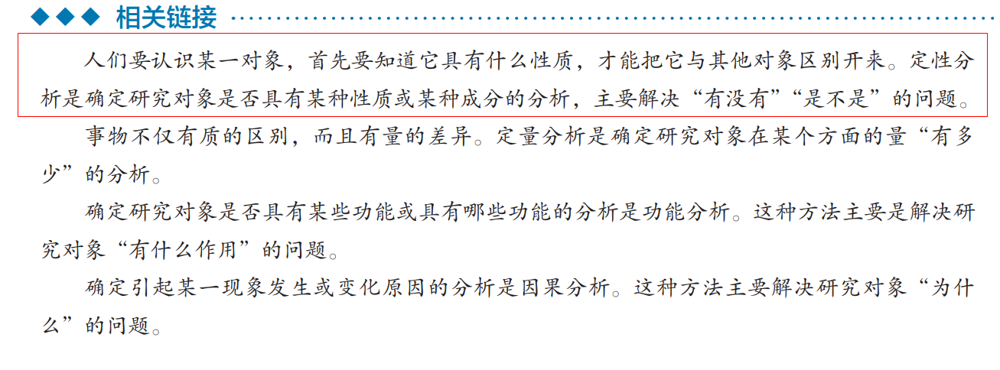 ◆◆◆ 相关链接
人们要认识某一对象，首先要知道它具有什么性质，才能把它与其他对象区别开来。定性分
析是确定研究对象是否具有某种性质或某种成分的分析，主要解决“有没有”“是不是”的问题。
事物不仅有质的区别，而且有量的差异。定量分析是确定研究对象在某个方面的量“有多
少”的分析。
确定研究对象是否具有某些功能或具有哪些功能的分析是功能分析。这种方法主要是解决研
究对象“有什么作用”的问题。
确定引起某一现象发生或变化原因的分析是因果分析。这种方法主要解决研究对象“为什
么”的问题。